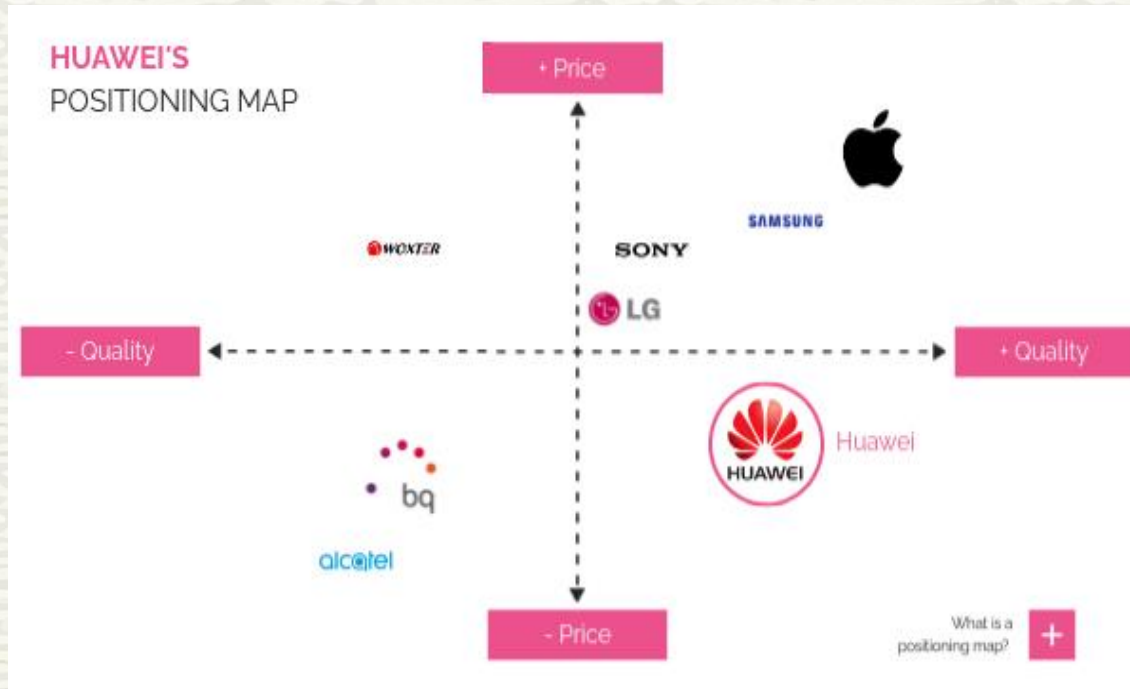 HUAWEI'S
POSITIONING MAP
+ Price
SAMSUNG
WOXTER
SONY
LG
- Quality
+ Quality
HUAWEI
Huawei
bq
alcatel
- Price
What is a
positioning map?
+